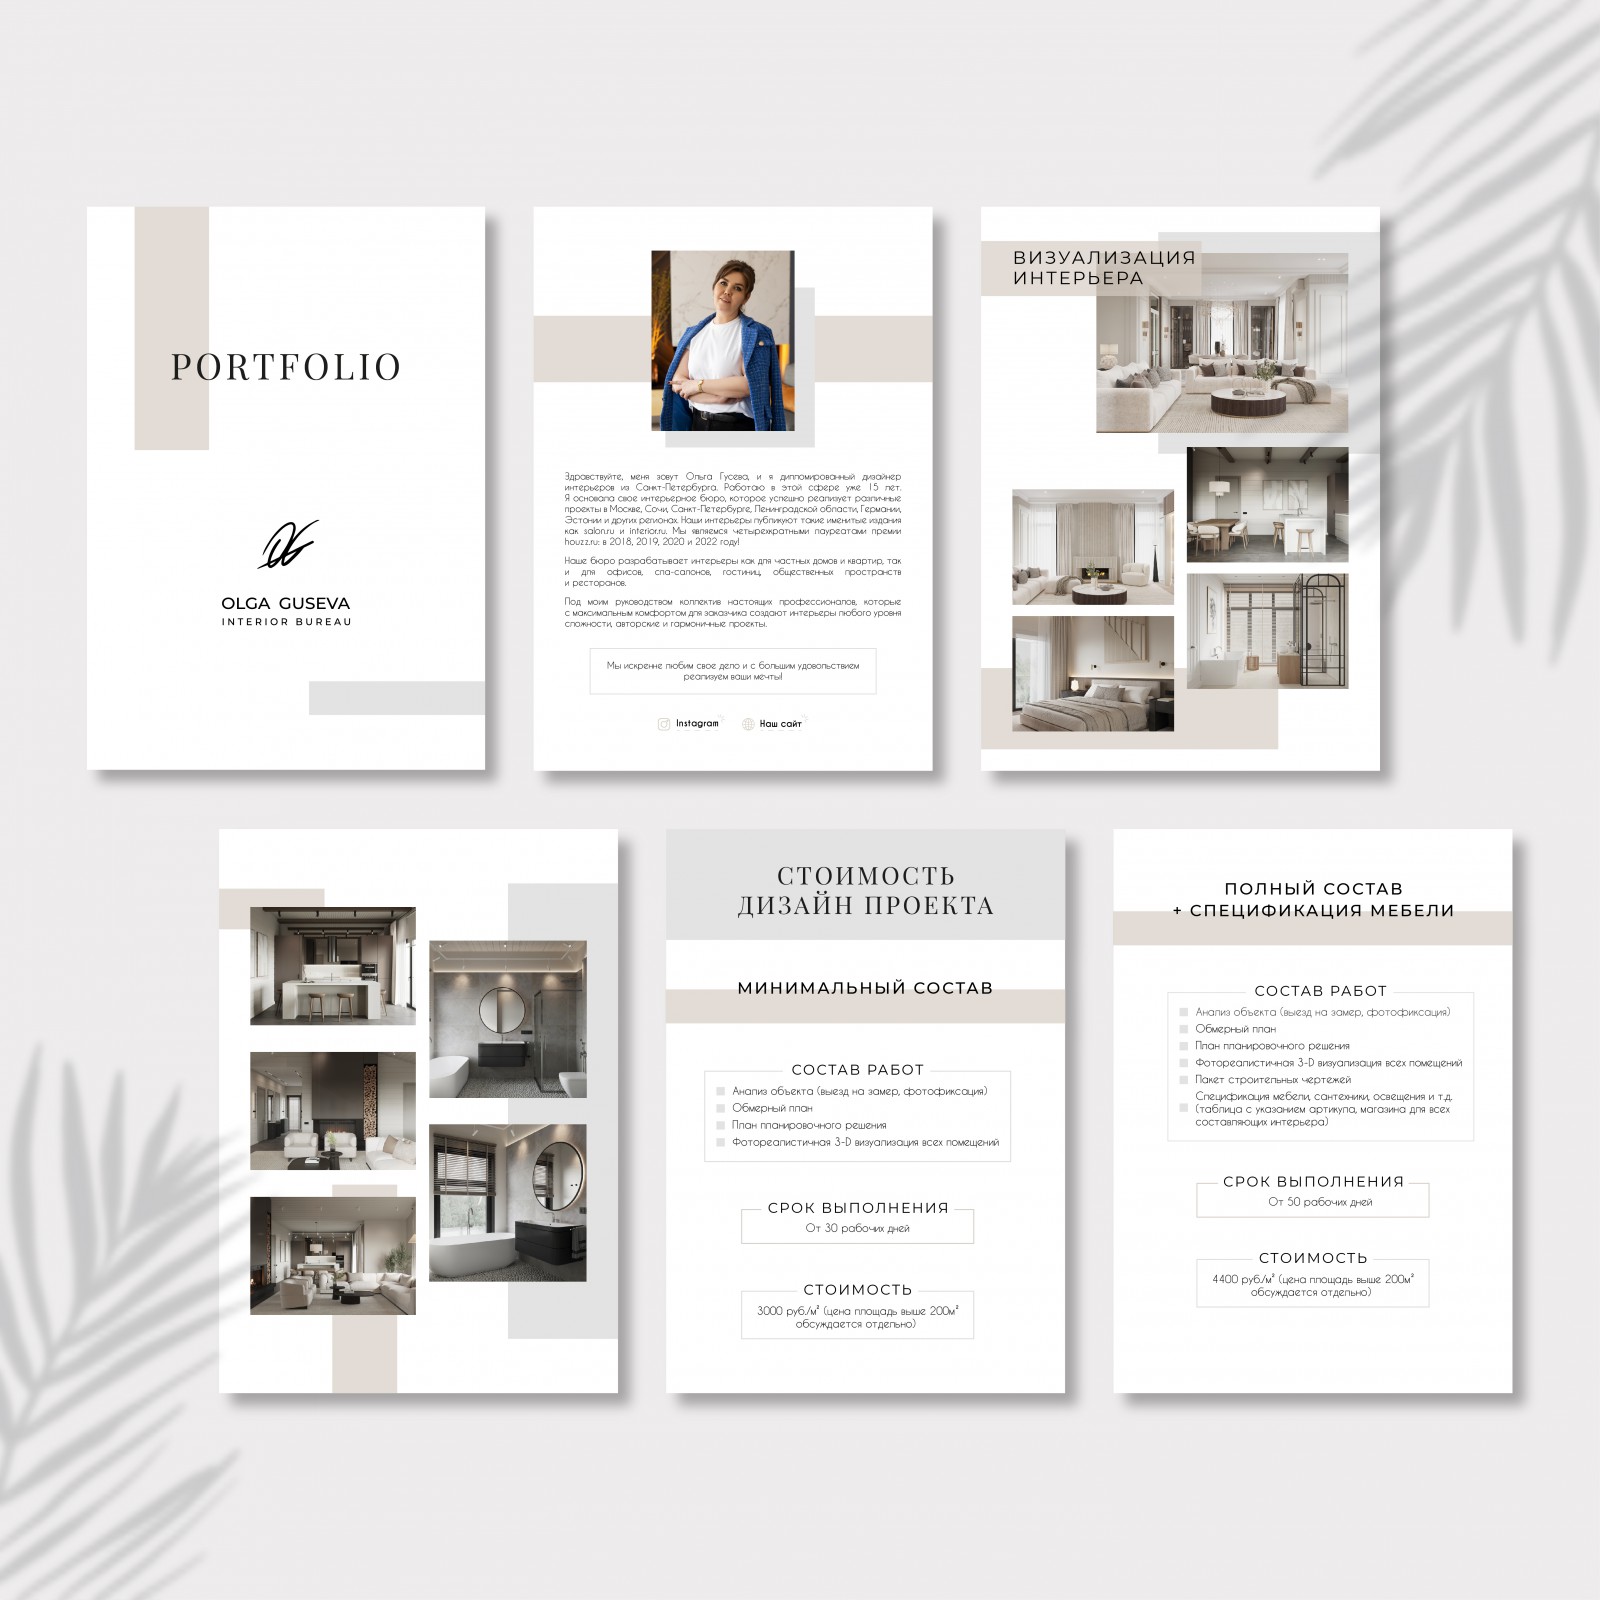 PORTFOLIO
OLGA GUSEVA
INTERIOR BUREAU
Здравствуйте, меня зовут Ольга Гусева, и я дипломированный дизайнер
интерьеров из Санкт-Петербурга. Работаю в этой сфере уже 15 лет.
Я основала свое интерьерное бюро, которое успешно реализует различные
проекты в Москве, Сочи, Санкт-Петербурге, Ленинградской области, Германии,
Эстонии и других регионах. Наши интерьеры публикуют такие именитые издания
как salon.ru и interior.ru. Мы являемся четырехкратными лауреатами премии
houzz.ru: в 2018, 2019, 2020 и 2022 году!
Наше бюро разрабатывает интерьеры как для частных домов и квартир, так
и для офисов, спа-салонов, гостиниц, общественных пространств
и ресторанов.
Под моим руководством коллектив настоящих профессионалов, которые
с максимальным комфортом для заказчика создают интерьеры любого уровня
сложности, авторские и гармоничные проекты.
Мы искренне любим свое дело и с большим удовольствием
реализуем ваши мечты!
Instagram
Наш сайт
ВИЗУАЛИЗАЦИЯ
ИНТЕРЬЕРА
СТОИМОСТЬ
ДИЗАЙН ПРОЕКТА
МИНИМАЛЬНЫЙ СОСТАВ
СОСТАВ РАБОТ
Анализ объекта (выезд на замер, фотофиксация)
Обмерный план
План планировочного решения
Фотореалистичная 3-D визуализация всех помещений
СРОК ВЫПОЛНЕНИЯ
От 30 рабочих дней
СТОИМОСТЬ
3000 руб./м² (цена площадь выше 200м²
обсуждается отдельно)
ПОЛНЫЙ СОСТАВ
+ СПЕЦИФИКАЦИЯ МЕБЕЛИ
СОСТАВ РАБОТ
Анализ объекта (выезд на замер, фотофиксация)
Обмерный план
План планировочного решения
Фотореалистичная 3-D визуализация всех помещений
Пакет строительных чертежей
Спецификация мебели, сантехники, освещения и т.д.
(таблица с указанием артикула, магазина для всех
составляющих интерьера)
СРОК ВЫПОЛНЕНИЯ
От 50 рабочих дней
СТОИМОСТЬ
4400 руб./м² (цена площадь выше 200м²
обсуждается отдельно)